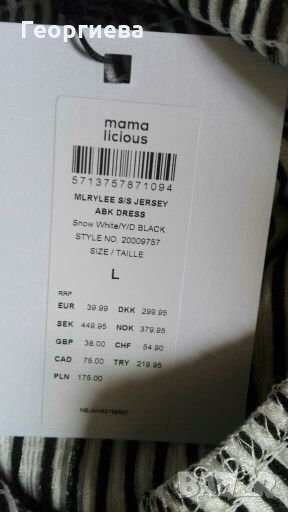 Георгиева
mama
licious
5713757871094
MLRYLEE S/S JERSEY
ABK DRESS
Snow White/Y/D BLACK
STYLE NO. 20009757
SIZE / TAILLE
L
RRP
EUR 39.99 DKK 299.95
SEK 449.95 NOK 379.95
GBP 38.00 CHF 54.90
CAD 75.00 TRY 219.95
PLN 175.00